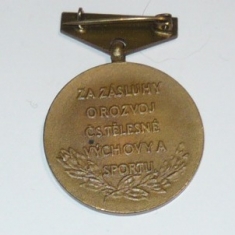 ZA ZÁSLUHY
O ROZVOJ
ČS TĚLESNÉ
VÝCHOVY A
SPORTU